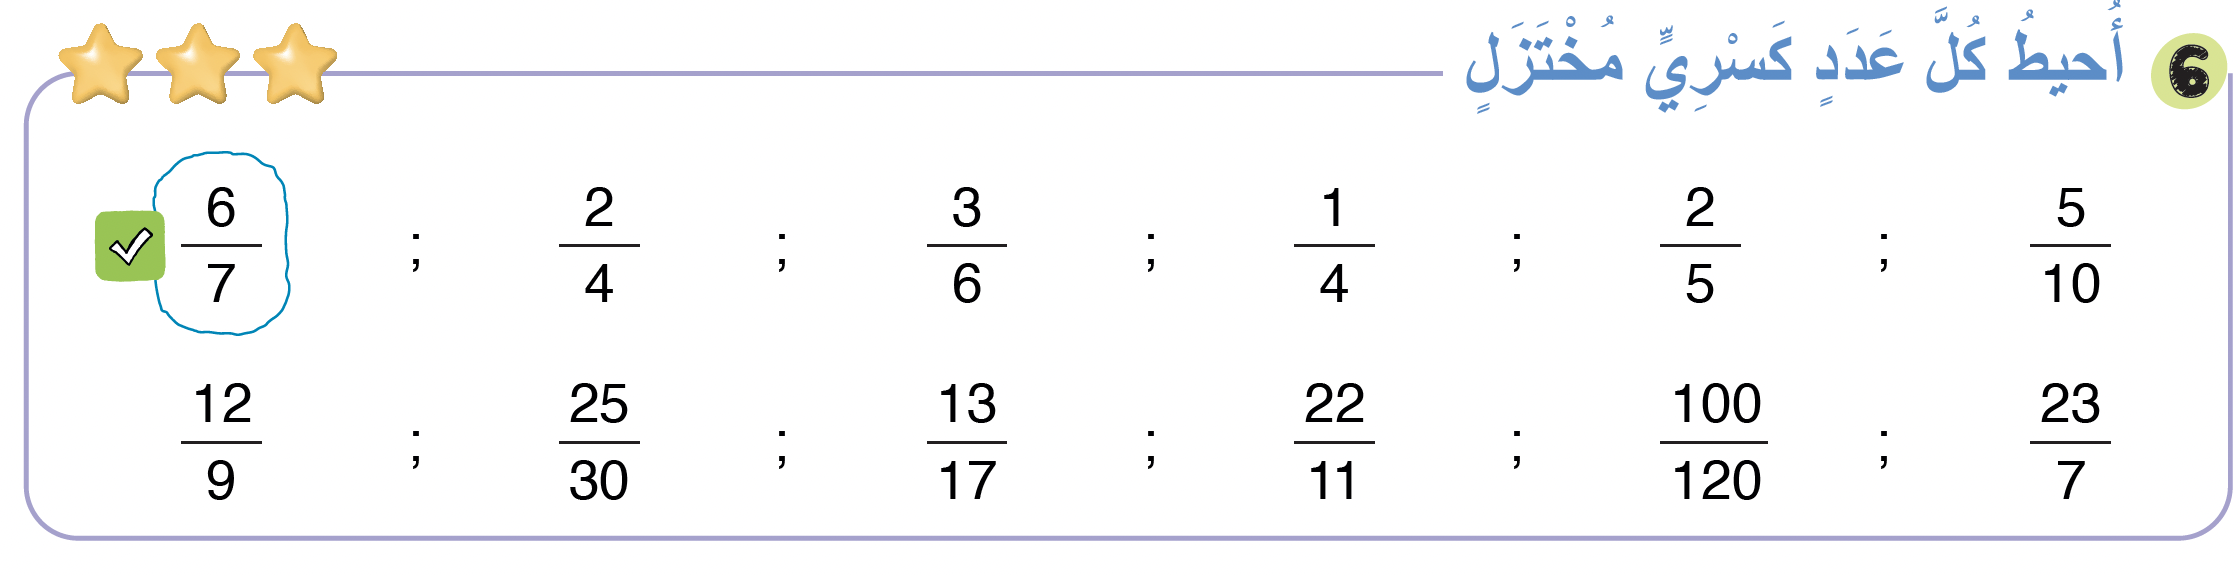 6 أُحيطُ كُلَّ عَدَدٍ كَسْرِيٍّ مُخْتَزَلٍ
6/7 ; 2/4 ; 3/6 ; 1/4 ; 2/5 ; 5/10
12/9 ; 25/30 ; 13/17 ; 22/11 ; 100/120 ; 23/7